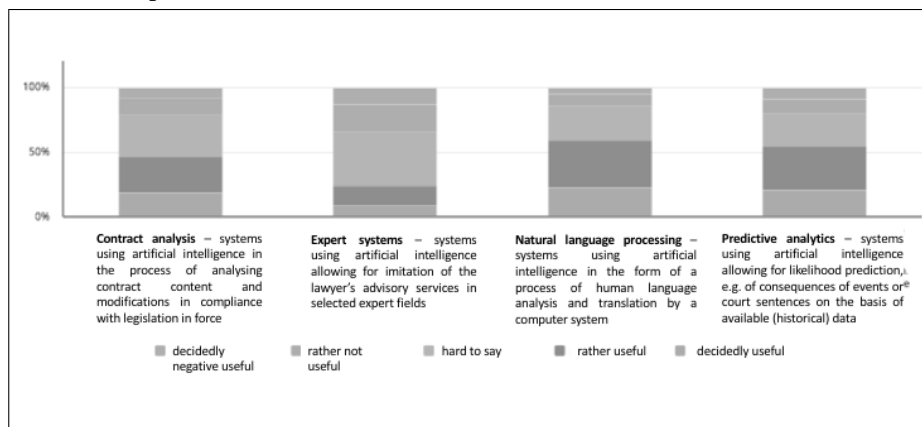 100%
50%
0%
Contract analysis – systems
using artificial intelligence in
the process of analysing
contract content and
modifications in compliance
with legislation in force
Expert systems – systems
using artificial intelligence
allowing for imitation of the
lawyer's advisory services in
selected expert fields
Natural language processing –
systems using artificial
intelligence in the form of a
process of human language
analysis and translation by a
computer system
Predictive analytics – systems
using artificial intelligence
allowing for likelihood prediction,
e.g. of consequences of events or
court sentences on the basis of
available (historical) data
decidedly
negative useful
rather not
useful
hard to say
rather useful
decidedly useful